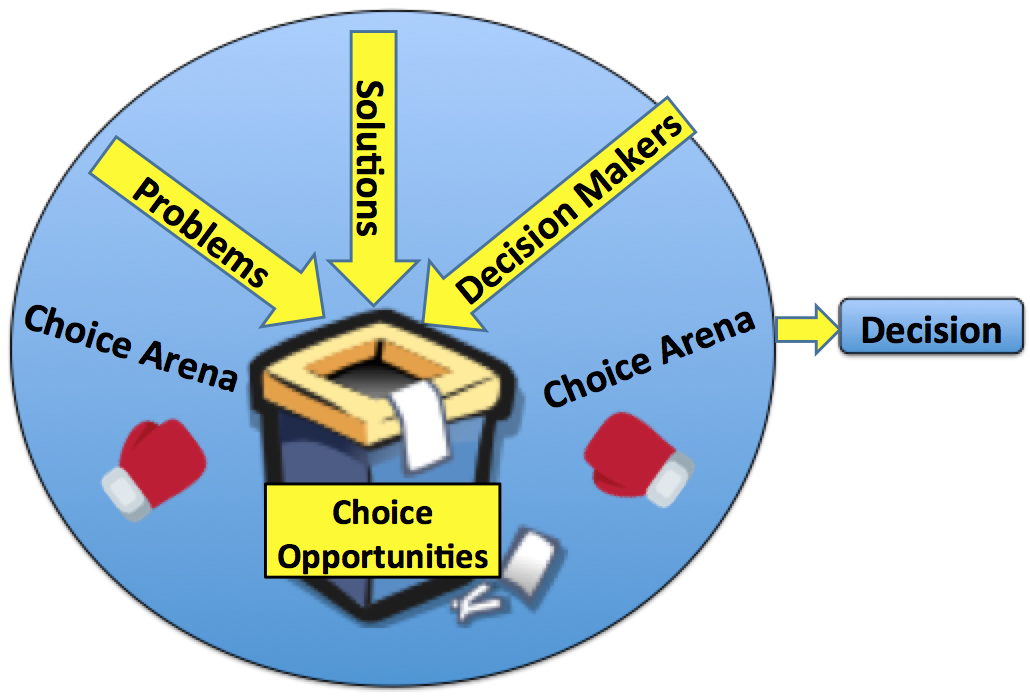 Solutions
Problems
Decision Makers
Choice Arena
Choice Arena
Decision
Choice
Opportunities